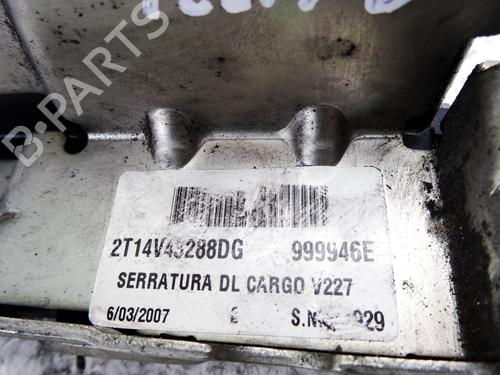 2T14V43288DG 999946E
SERRATURA DL CARGO V227
6/03/2007
B-PARTS